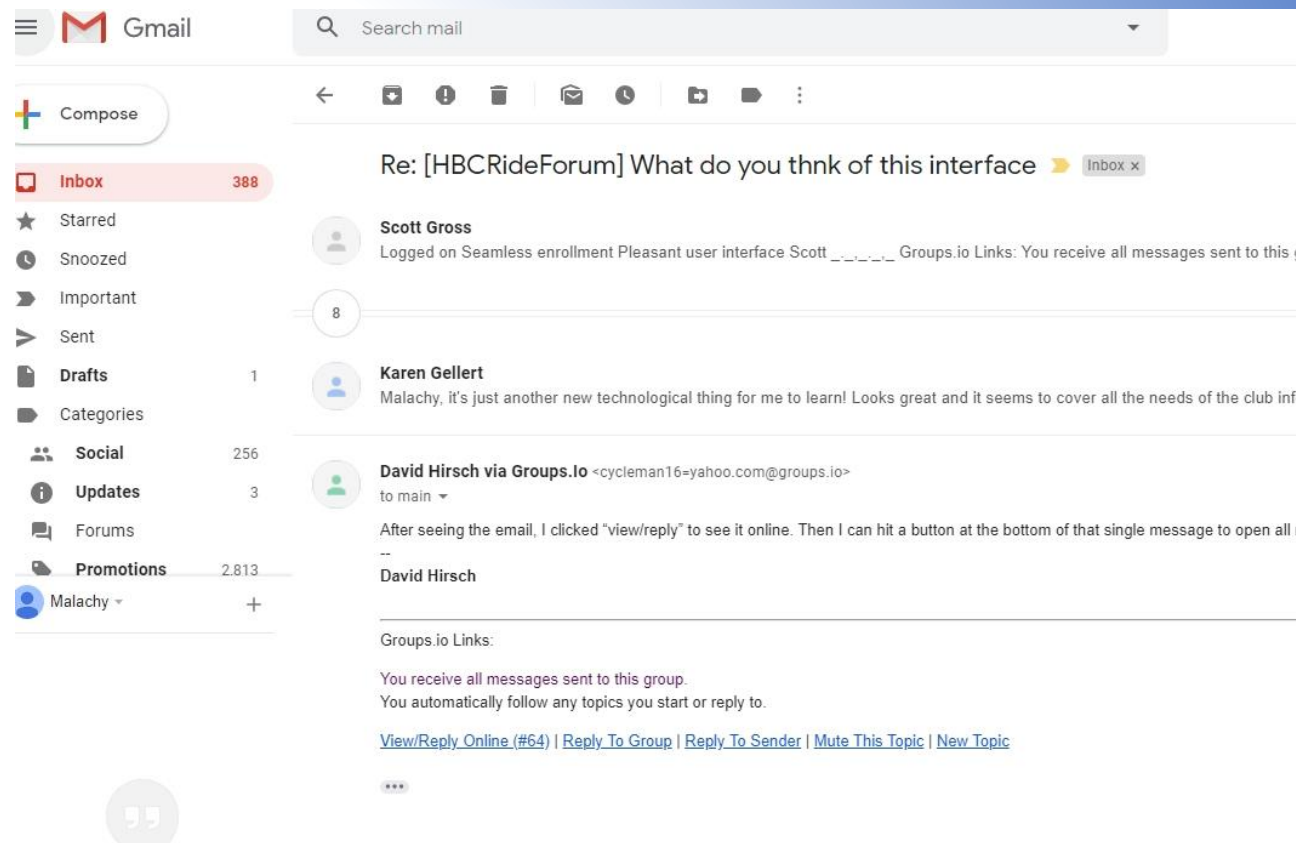 Gmail
Search mail
Compose
Inbox 388
Starred
Snoozed
Important
Sent
Drafts 1
Categories
Social 256
Updates 3
Forums
Promotions 2,813
Malachy
Re: [HBCRideForum] What do you thnk of this interface Inbox x
Scott Gross
Logged on Seamless enrollment Pleasant user interface Scott _._,_._,_ Groups.io Links: You receive all messages sent to this
8
Karen Gellert
Malachy, it's just another new technological thing for me to learn! Looks great and it seems to cover all the needs of the club inf
David Hirsch via Groups.Io <cycleman16=yahoo.com@groups.io>
to main
After seeing the email, I clicked “view/reply” to see it online. Then I can hit a button at the bottom of that single message to open all
--
David Hirsch
Groups.io Links:
You receive all messages sent to this group.
You automatically follow any topics you start or reply to.
View/Reply Online (#64) | Reply To Group | Reply To Sender | Mute This Topic | New Topic